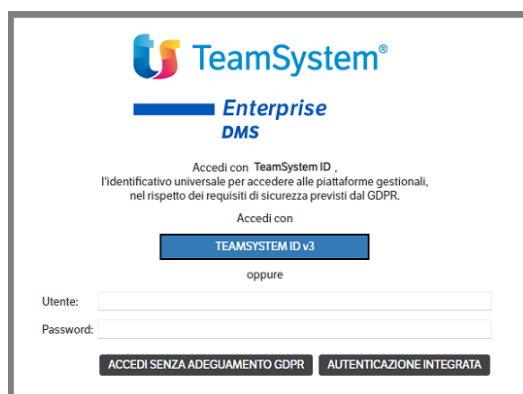 TeamSystem®
Enterprise
DMS
Accedi con TeamSystem ID ,
l'identificativo universale per accedere alle piattaforme gestionali,
nel rispetto dei requisiti di sicurezza previsti dal GDPR.
Accedi con
TEAMSYSTEM ID v3
oppure
Utente:
Password:
ACCEDI SENZA ADEGUAMENTO GDPR AUTENTICAZIONE INTEGRATA